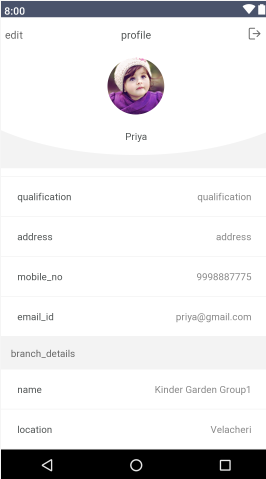 8:00
edit profile
Priya
qualification qualification
address address
mobile_no 9998887775
email_id priya@gmail.com
branch_details
name Kinder Garden Group1
location Velacheri